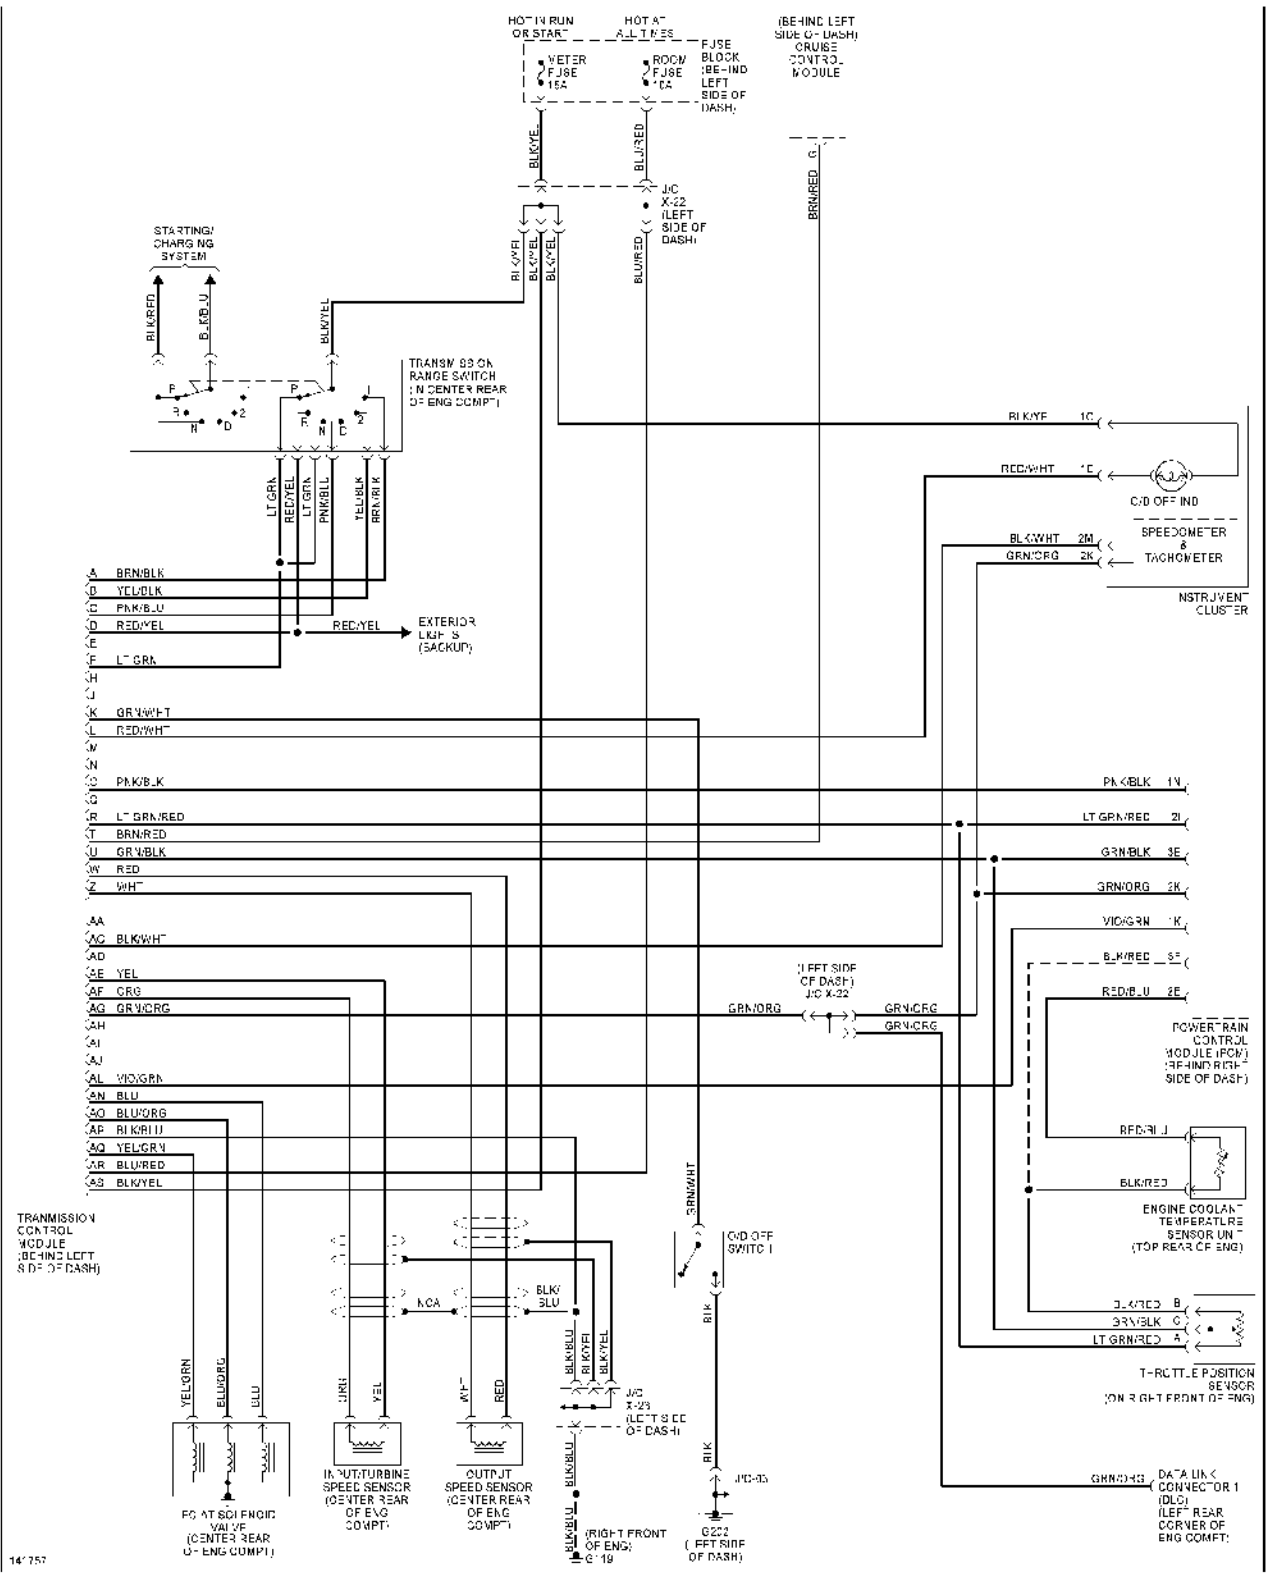 HOT IN RUN
OR START
HOT AT
ALL TIMES
(BEHIND LEFT
SIDE OF DASH)
CRUISE
CONTROL
MODULE
METER
FUSE
15A
ROOM
FUSE
10A
FUSE
BLOCK
(BEHIND
LEFT
SIDE OF
DASH)
BLK/YEL
BLU/RED
G
BRN/RED
J/C
X-22
(LEFT
SIDE OF
DASH)
BLK/YEL
BLK/YEL
BLK/YEL
BLU/RED
STARTING/
CHARGING
SYSTEM
BLK/RED
BLK/BLU
BLK/YEL
TRANSMISSION
RANGE SWITCH
(IN CENTER REAR
OF ENG COMPT)
P
R
N
D
2
P
R
N
D
2
1
LT GRN
RED/YEL
LT GRN
PNK/BLU
YEL/BLK
BRN/BLK
BLK/YE 1C
RED/WHT 1E
O/D OFF IND
BLK/WHT 2M
GRN/ORG 2K
SPEEDOMETER
&
TACHOMETER
INSTRUMENT
CLUSTER
A BRN/BLK
B YEL/BLK
C PNK/BLU
D RED/YEL
RED/YEL
EXTERIOR
LIGHTS
(BACKUP)
E
F LT GRN
H
J
K GRN/WHT
L RED/WHT
M
N
O PNK/BLK
PNK/BLK 1N
Q
R LT GRN/RED
LT GRN/RED 2I
T BRN/RED
U GRN/BLK
GRN/BLK 3E
W RED
Z WHT
GRN/ORG 2K
AA
VIO/GRN 1K
AC BLK/WHT
AD
BLK/RED 3F
AE YEL
AF ORG
RED/BLU 2E
AG GRN/ORG
GRN/ORG
(LEFT SIDE
OF DASH)
J/C X-22
GRN/ORG
GRN/ORG
AH
AI
AJ
POWERTRAIN
CONTROL
MODULE (PCM)
(BEHIND RIGHT
SIDE OF DASH)
AL VIO/GRN
AN BLU
AO BLU/ORG
AP BLK/BLU
AQ YEL/GRN
AR BLU/RED
AS BLK/YEL
RED/BLU
BLK/RED
ENGINE COOLANT
TEMPERATURE
SENSOR UNIT
(TOP REAR OF ENG)
TRANMISSION
CONTROL
MODULE
(BEHIND LEFT
SIDE OF DASH)
GRN/WHT
O/D OFF
SWITCH
NCA
BLK/
BLU
BLK
BLK/RED B
GRN/BLK C
LT GRN/RED A
THROTTLE POSITION
SENSOR
(ON RIGHT FRONT OF ENG)
BLK/BLU
BLK/YEL
BLK/YEL
YEL/GRN
BLU/ORG
BLU
ORG
YEL
WHT
RED
J/C
X-23
(LEFT SIDE
OF DASH)
BLK/BLU
BLK
INPUT/TURBINE
SPEED SENSOR
(CENTER REAR
OF ENG
COMPT)
OUTPUT
SPEED SENSOR
(CENTER REAR
OF ENG
COMPT)
GRN/ORG
DATA LINK
CONNECTOR 1
(DLC)
(LEFT REAR
CORNER OF
ENG COMPT)
SOLENOID
VALVE
(CENTER REAR
OF ENG COMPT)
BLK/BLU
(RIGHT FRONT
OF ENG)
G119
G202
(LEFT SIDE
OF DASH)
141757